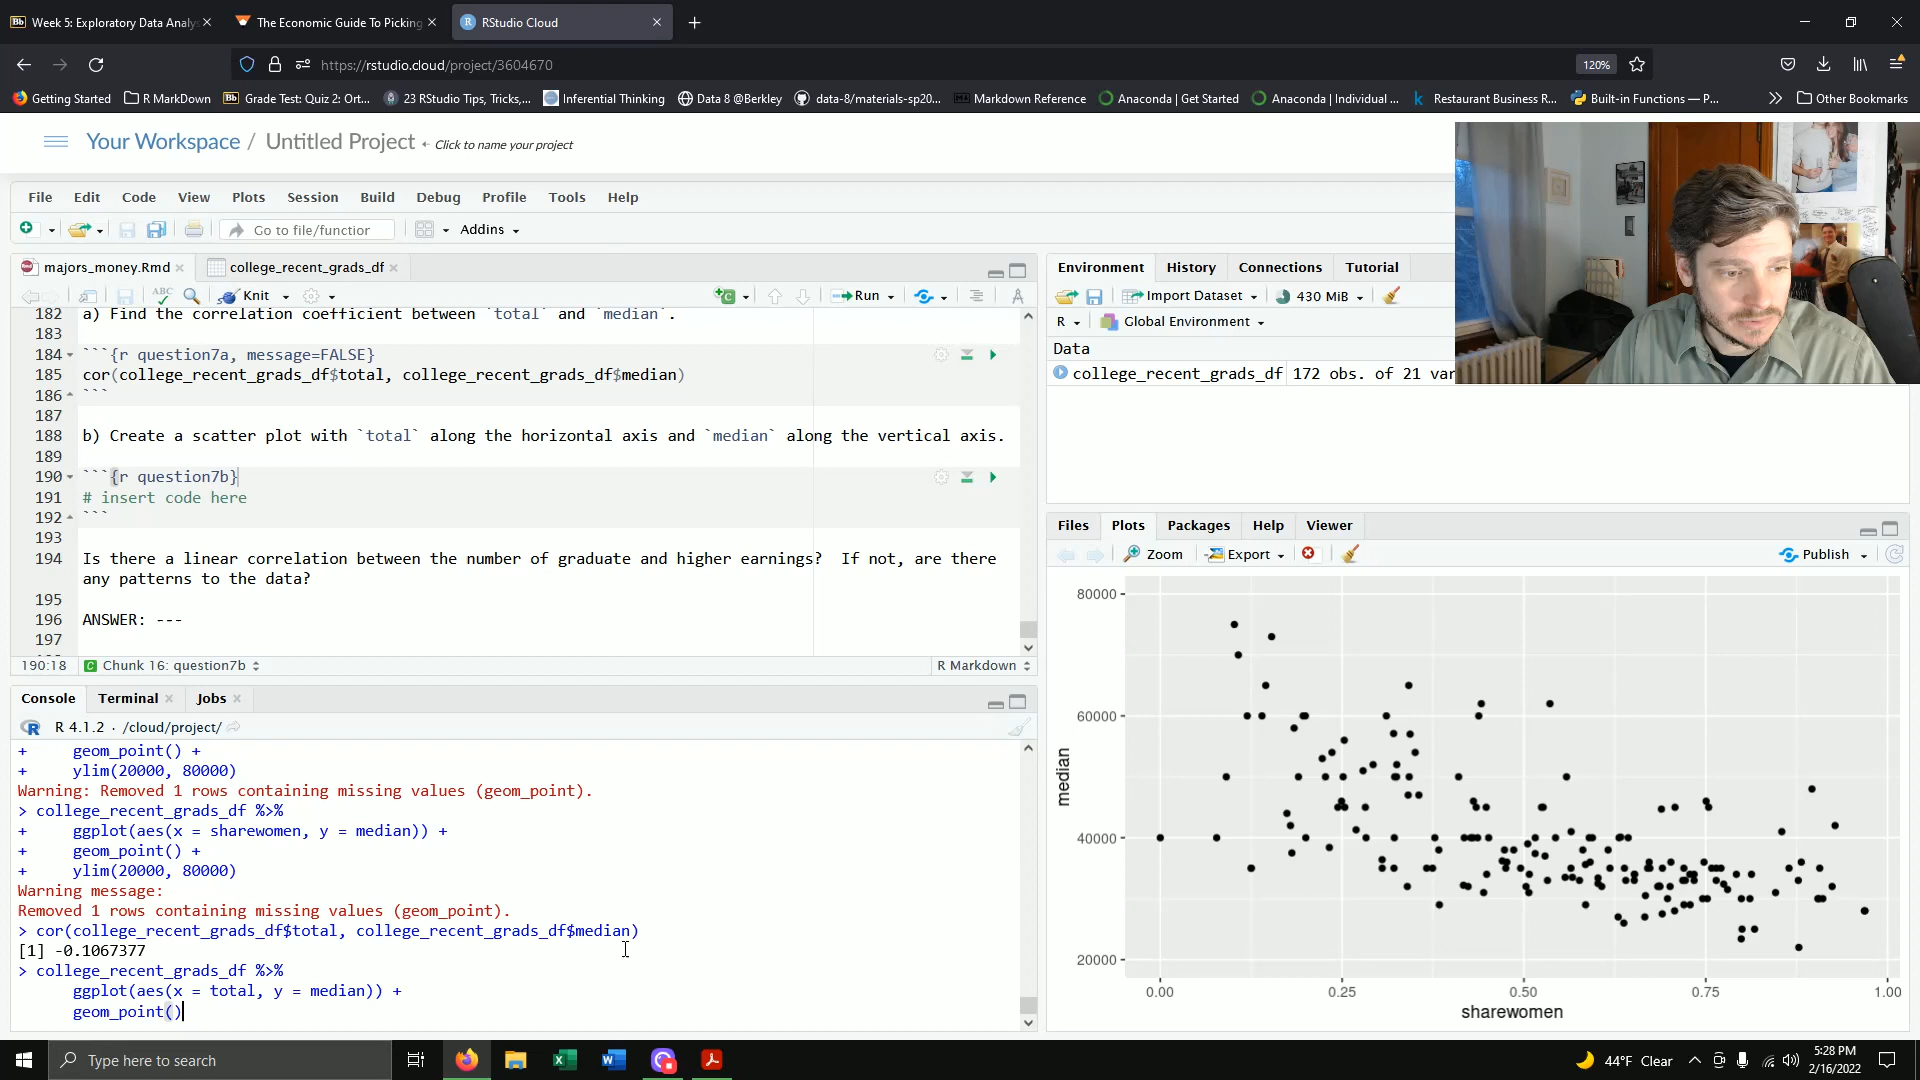 Week 5: Exploratory Data Analys
The Economic Guide To Picking
RStudio Cloud
https://rstudio.cloud/project/3604670
120%
Getting Started
R MarkDown
Grade Test: Quiz 2: Ort...
23 RStudio Tips, Tricks,...
Inferential Thinking
Data 8 @Berkley
data-8/materials-sp20...
Markdown Reference
Anaconda | Get Started
Anaconda | Individual ...
Restaurant Business R...
Built-in Functions — P...
Other Bookmarks
Your Workspace / Untitled Project
Click to name your project
File Edit Code View Plots Session Build Debug Profile Tools Help
Go to file/function
Addins
majors_money.Rmd
college_recent_grads_df
Knit
Run
182 a) Find the correlation coefficient between `total` and `median`.
183
184 ```{r question7a, message=FALSE}
185 cor(college_recent_grads_df$total, college_recent_grads_df$median)
186 ```
187
188 b) Create a scatter plot with `total` along the horizontal axis and `median` along the vertical axis.
189
190 ```{r question7b}
191 # insert code here
192 ```
193
194 Is there a linear correlation between the number of graduate and higher earnings?  If not, are there
any patterns to the data?
195
196 ANSWER: ---
197
190:18 Chunk 16: question7b R Markdown
Console Terminal Jobs
R 4.1.2 · /cloud/project/
+ geom_point() +
+ ylim(20000, 80000)
Warning: Removed 1 rows containing missing values (geom_point).
> college_recent_grads_df %>%
+ ggplot(aes(x = sharewomen, y = median)) +
+ geom_point() +
+ ylim(20000, 80000)
Warning message:
Removed 1 rows containing missing values (geom_point).
> cor(college_recent_grads_df$total, college_recent_grads_df$median)
[1] -0.1067377
> college_recent_grads_df %>%
ggplot(aes(x = total, y = median)) +
geom_point()
Environment History Connections Tutorial
Import Dataset
430 MiB
R Global Environment
Data
college_recent_grads_df 172 obs. of 21 var
Files Plots Packages Help Viewer
Zoom Export Publish
80000
60000
40000
20000
median
0.00 0.25 0.50 0.75 1.00
sharewomen
Type here to search
44°F Clear
5:28 PM
2/16/2022